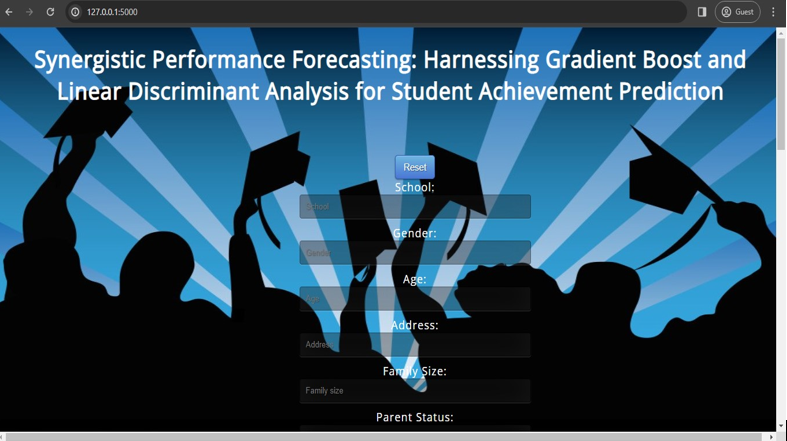 127.0.0.1:5000
Guest
Synergistic Performance Forecasting: Harnessing Gradient Boost and
Linear Discriminant Analysis for Student Achievement Prediction
Reset
School:
School
Gender:
Gender
Age:
Age
Address:
Address
Family Size:
Family size
Parent Status: